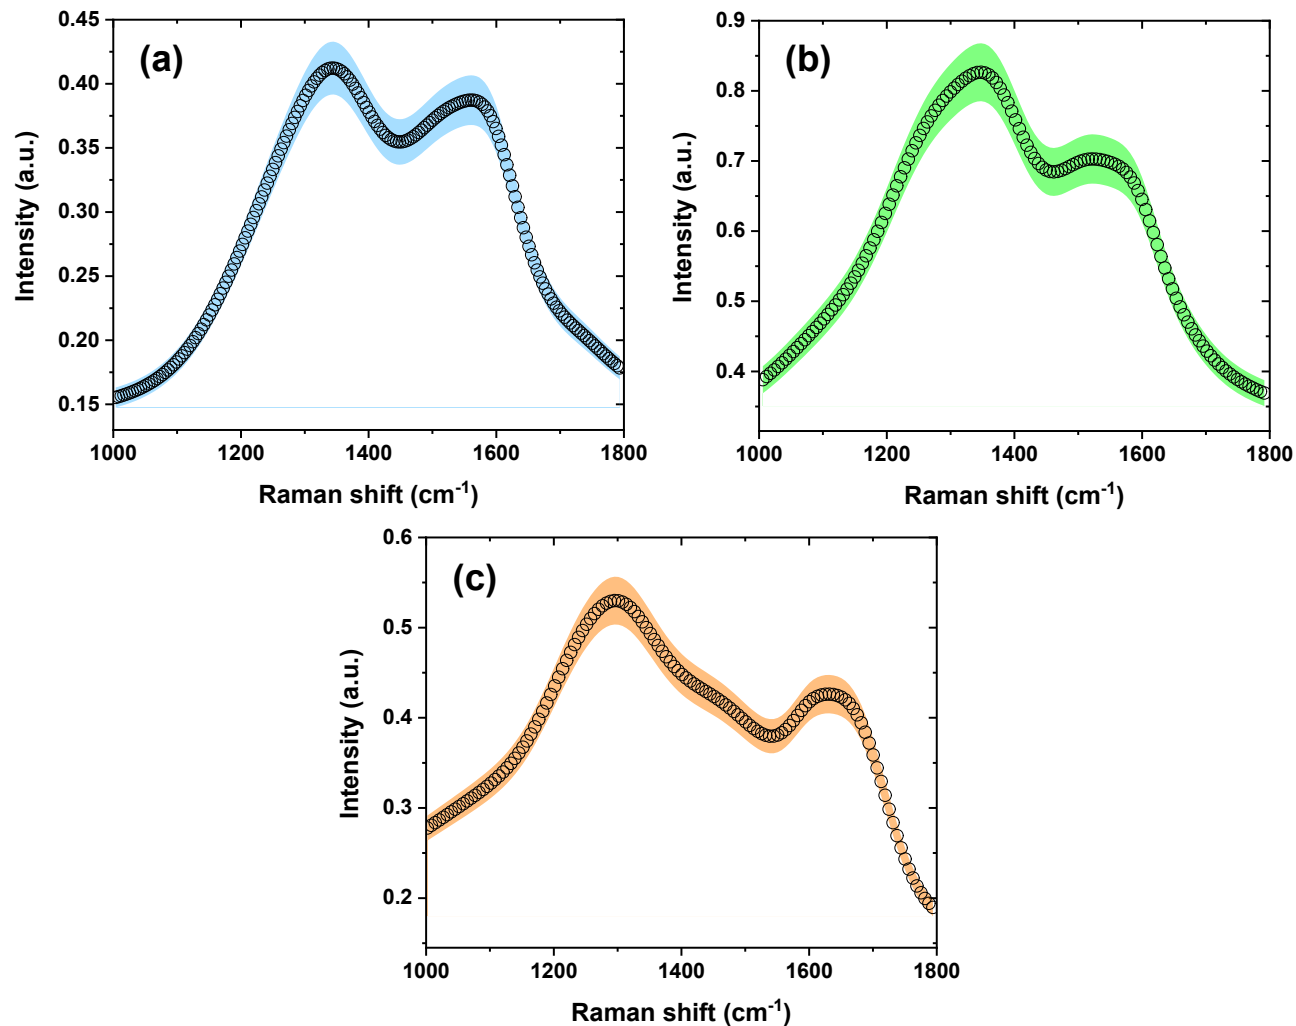 (a)
0.45
0.40
0.35
0.30
0.25
0.20
0.15
Intensity (a.u.)
1000 1200 1400 1600 1800
Raman shift (cm⁻¹)
(b)
0.9
0.8
0.7
0.6
0.5
0.4
Intensity (a.u.)
1000 1200 1400 1600 1800
Raman shift (cm⁻¹)
(c)
0.6
0.5
0.4
0.3
0.2
Intensity (a.u.)
1000 1200 1400 1600 1800
Raman shift (cm⁻¹)